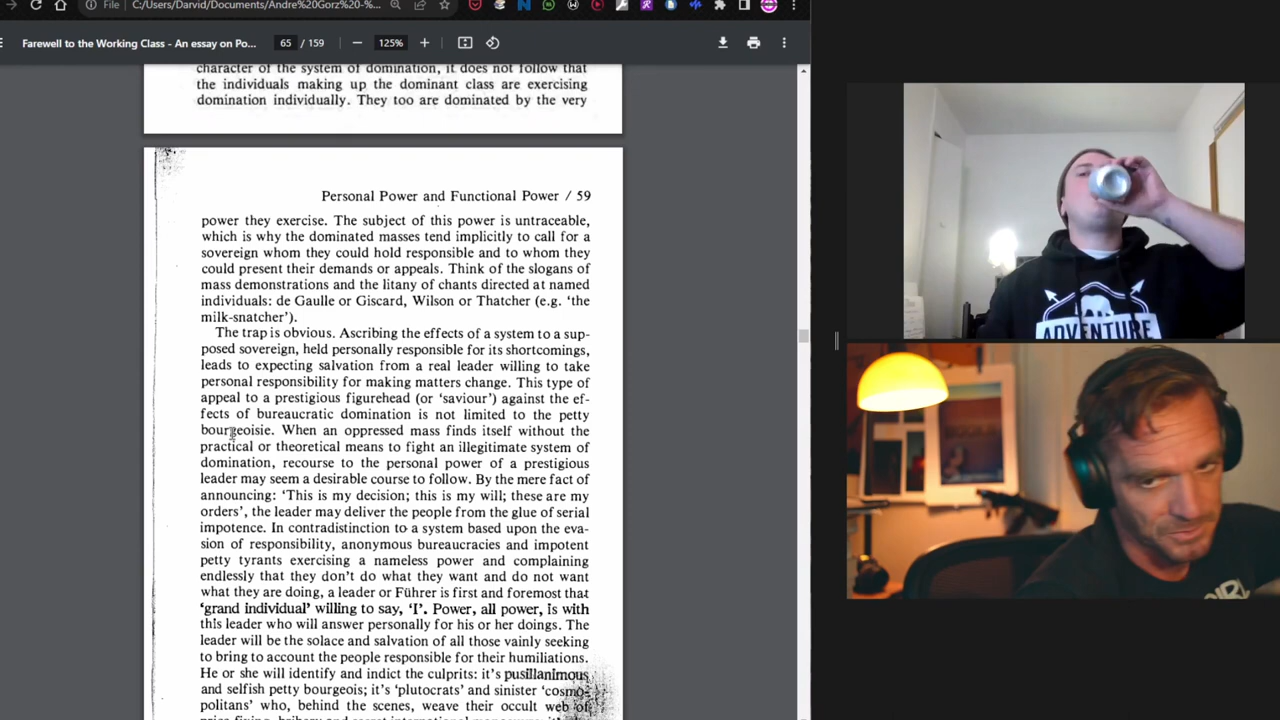 File
C:/Users/Darvid/Documents/Andre%20Gorz%20-%...
Farewell to the Working Class - An essay on Po...
65 / 159
125%
character of the system of domination, it does not follow that
the individuals making up the dominant class are exercising
domination individually. They too are dominated by the very
Personal Power and Functional Power / 59
power they exercise. The subject of this power is untraceable,
which is why the dominated masses tend implicitly to call for a
sovereign whom they could hold responsible and to whom they
could present their demands or appeals. Think of the slogans of
mass demonstrations and the litany of chants directed at named
individuals: de Gaulle or Giscard, Wilson or Thatcher (e.g. 'the
milk-snatcher').
The trap is obvious. Ascribing the effects of a system to a sup-
posed sovereign, held personally responsible for its shortcomings,
leads to expecting salvation from a real leader willing to take
personal responsibility for making matters change. This type of
appeal to a prestigious figurehead (or 'saviour') against the ef-
fects of bureaucratic domination is not limited to the petty
bourgeoisie. When an oppressed mass finds itself without the
practical or theoretical means to fight an illegitimate system of
domination, recourse to the personal power of a prestigious
leader may seem a desirable course to follow. By the mere fact of
announcing: 'This is my decision; this is my will; these are my
orders', the leader may deliver the people from the glue of serial
impotence. In contradistinction to a system based upon the eva-
sion of responsibility, anonymous bureaucracies and impotent
petty tyrants exercising a nameless power and complaining
endlessly that they don't do what they want and do not want
what they are doing, a leader or Führer is first and foremost that
'grand individual' willing to say, 'I'. Power, all power, is with
this leader who will answer personally for his or her doings. The
leader will be the solace and salvation of all those vainly seeking
to bring to account the people responsible for their humiliations.
He or she will identify and indict the culprits: it's pusillanimous
and selfish petty bourgeois; it's 'plutocrats' and sinister 'cosmo-
politans' who, behind the scenes, weave their occult web of
ADVENTURE